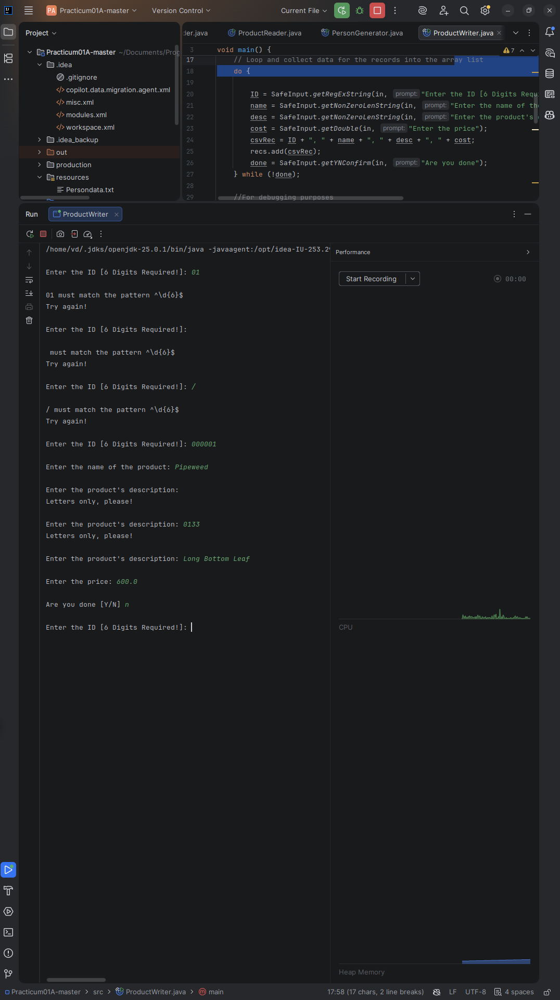 PA Practicum01A-master Version Control Current File
Project
der.java ProductReader.java PersonGenerator.java ProductWriter.java
Practicum01A-master ~/Documents/Prog
.idea
.gitignore
copilot.data.migration.agent.xml
misc.xml
modules.xml
workspace.xml
.idea_backup
out
production
resources
Persondata.txt
3 void main() {
7
17 // Loop and collect data for the records into the array list
18 do {
19
20 ID = SafeInput.getRegExString(in, prompt: "Enter the ID [6 Digits Requ
21 name = SafeInput.getNonZeroLenString(in, prompt: "Enter the name of th
22 desc = SafeInput.getNonZeroLenString(in, prompt: "Enter the product's
23 cost = SafeInput.getDouble(in, prompt: "Enter the price");
24 csvRec = ID + ", " + name + ", " + desc + ", " + cost;
25 recs.add(csvRec);
26 done = SafeInput.getYNConfirm(in, prompt: "Are you done");
27 } while (!done);
28
29 //For debugging purposes
Run ProductWriter
/home/vd/.jdks/openjdk-25.0.1/bin/java -javaagent:/opt/idea-IU-253.29
Enter the ID [6 Digits Required!]: 01
01 must match the pattern ^\d{6}$
Try again!
Enter the ID [6 Digits Required!]:
must match the pattern ^\d{6}$
Try again!
Enter the ID [6 Digits Required!]: /
/ must match the pattern ^\d{6}$
Try again!
Enter the ID [6 Digits Required!]: 000001
Enter the name of the product: Pipeweed
Enter the product's description:
Letters only, please!
Enter the product's description: 0133
Letters only, please!
Enter the product's description: Long Bottom Leaf
Enter the price: 600.0
Are you done [Y/N] n
Enter the ID [6 Digits Required!]:
Performance
Start Recording 00:00
CPU
Heap Memory
Practicum01A-master > src > ProductWriter.java > m main 17:58 (17 chars, 2 line breaks) LF UTF-8 4 spaces